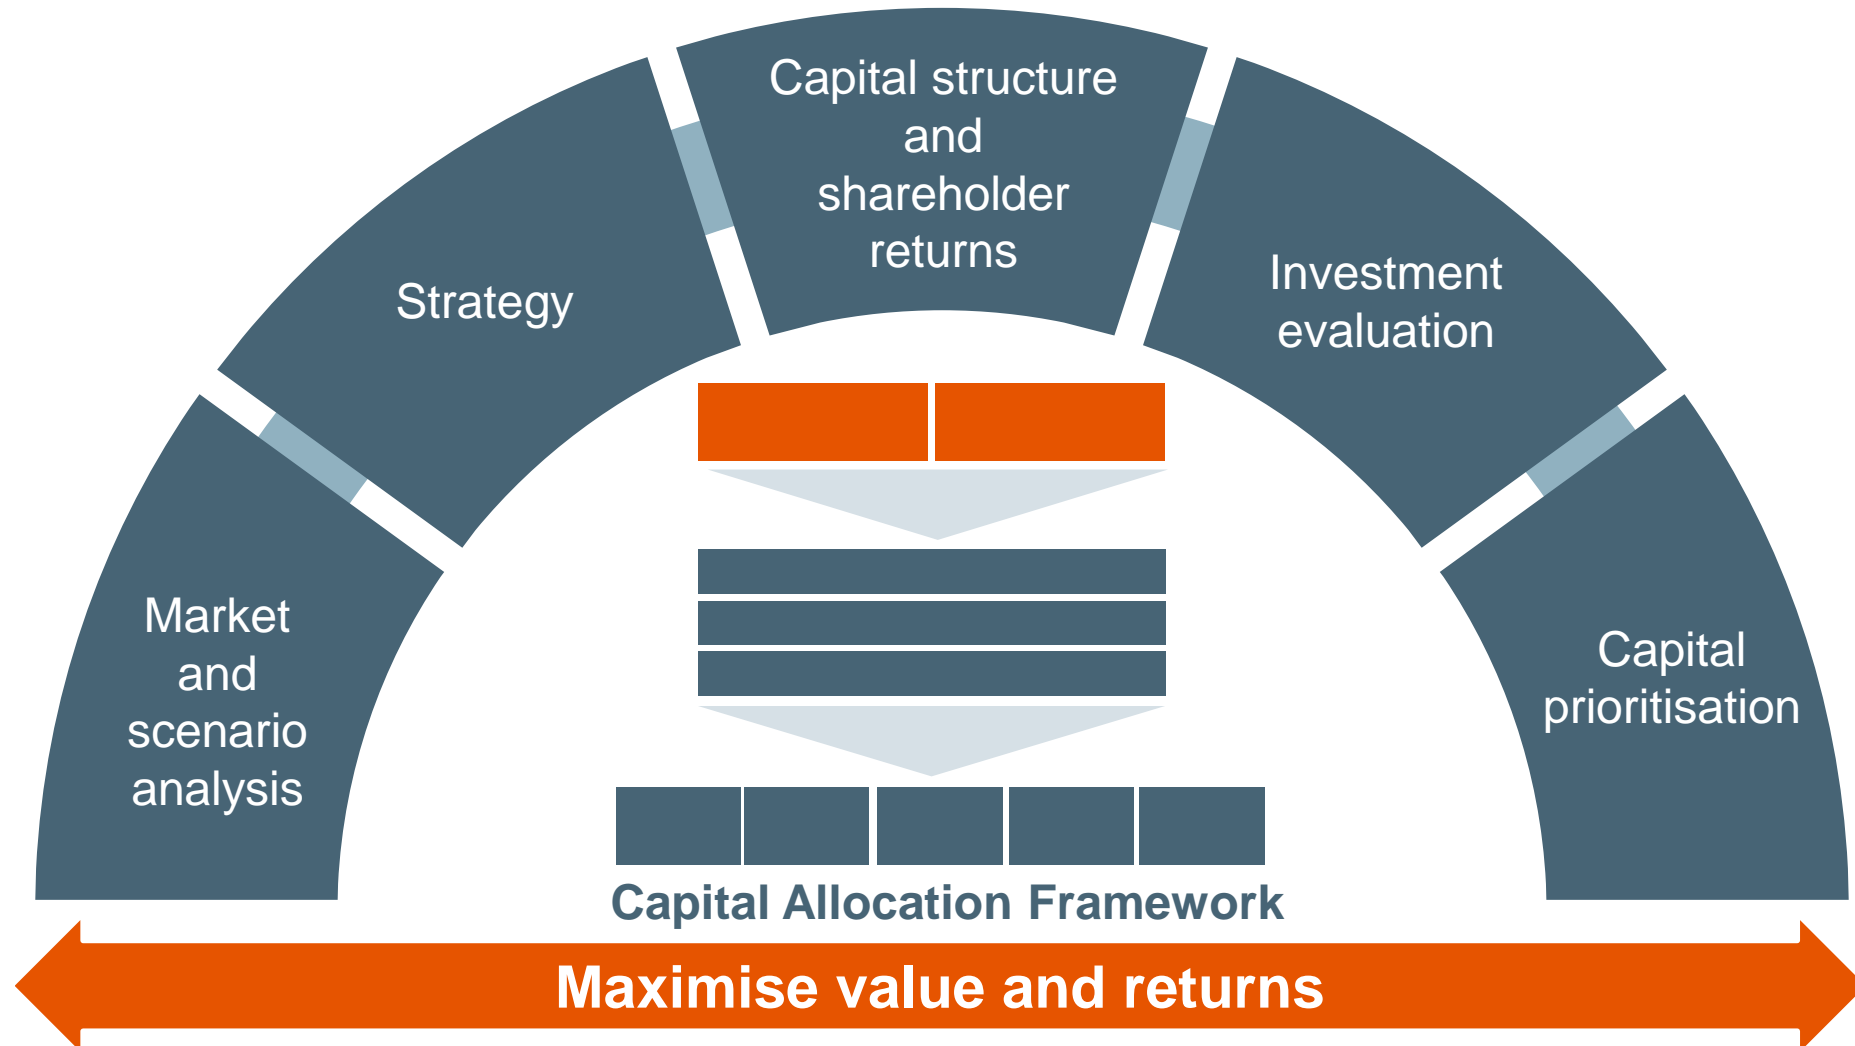 Capital structure
and
shareholder
returns
Strategy
Investment
evaluation
Market
and
scenario
analysis
Capital
prioritisation
Capital Allocation Framework
Maximise value and returns